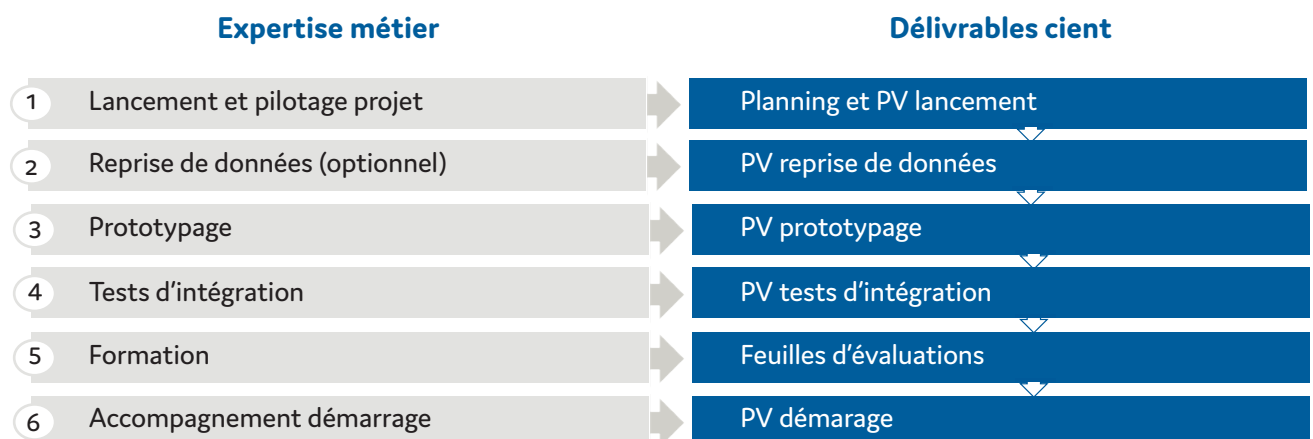 Expertise métier
Délivrables cient
1 Lancement et pilotage projet
Planning et PV lancement
2 Reprise de données (optionnel)
PV reprise de données
3 Prototypage
PV prototypage
4 Tests d'intégration
PV tests d'intégration
5 Formation
Feuilles d'évaluations
6 Accompagnement démarrage
PV démarage